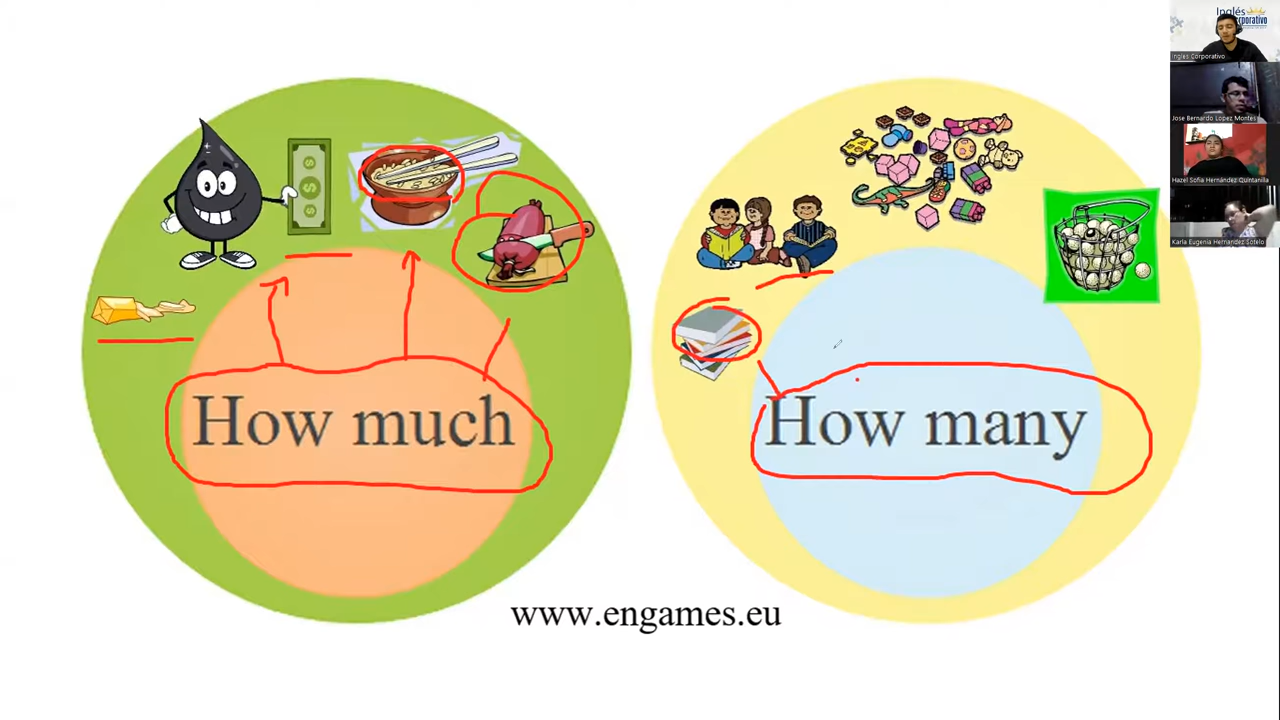 Inglés
Corporativo
Inglés Corporativo
Jose Bernardo Lopez Montes
Hazel Sofia Hernández Quintanilla
Karla Eugenia Hernandez Sotelo
How much
How many
www.engames.eu